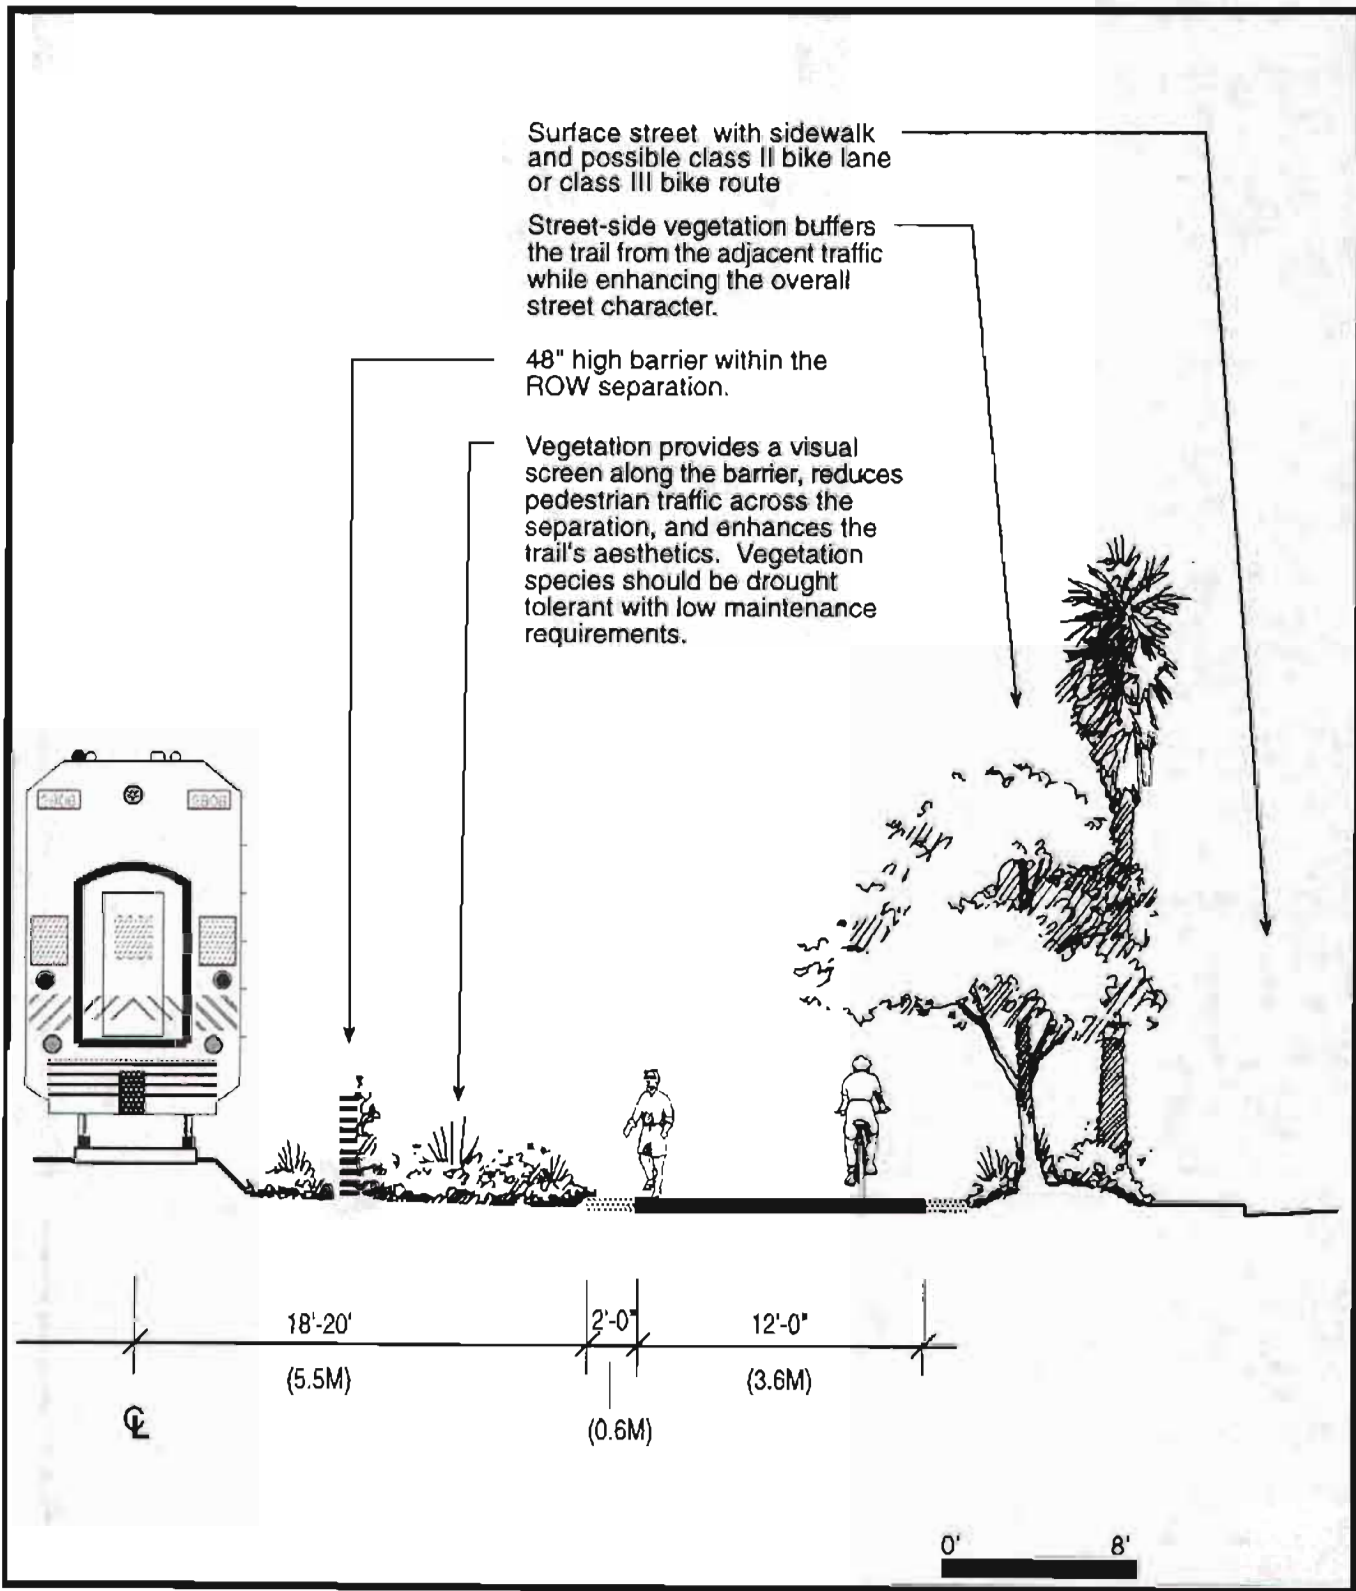 Surface street with sidewalk
and possible class II bike lane
or class III bike route
Street-side vegetation buffers
the trail from the adjacent traffic
while enhancing the overall
street character.
48" high barrier within the
ROW separation.
Vegetation provides a visual
screen along the barrier, reduces
pedestrian traffic across the
separation, and enhances the
trail's aesthetics. Vegetation
species should be drought
tolerant with low maintenance
requirements.
18'-20'
2'-0"
12'-0"
(5.5M)
(3.6M)
(0.6M)
℄
0' 8'